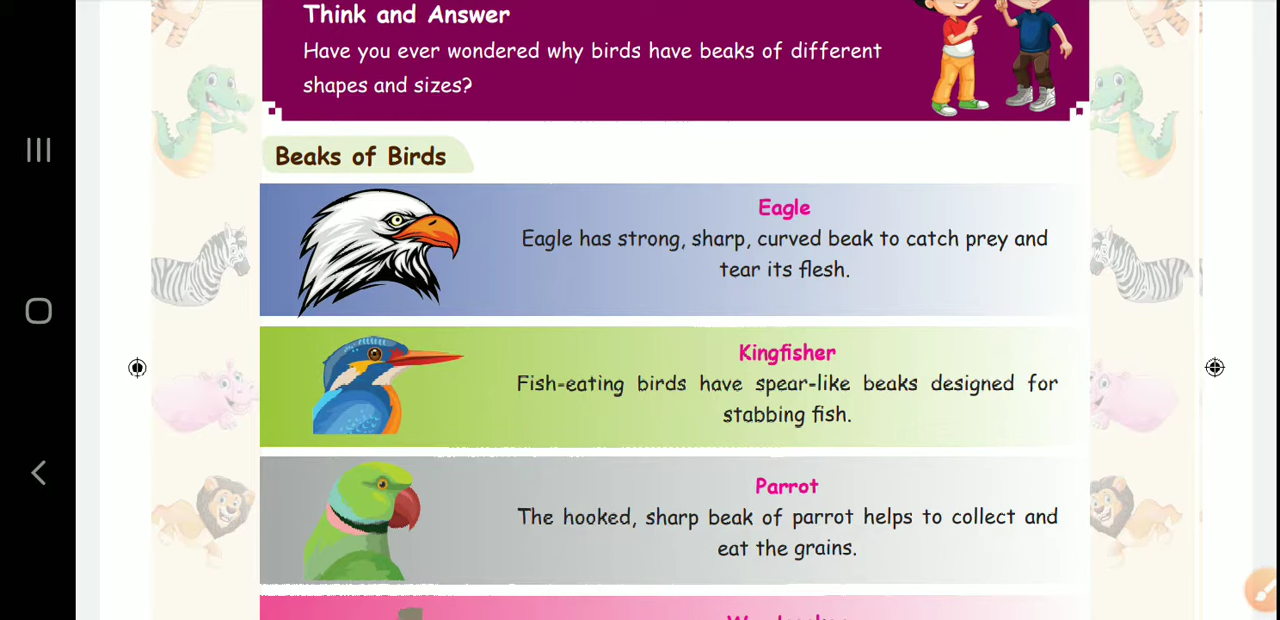 Think and Answer
Have you ever wondered why birds have beaks of different
shapes and sizes?
Beaks of Birds
Eagle
Eagle has strong, sharp, curved beak to catch prey and
tear its flesh.
Kingfisher
Fish-eating birds have spear-like beaks designed for
stabbing fish.
Parrot
The hooked, sharp beak of parrot helps to collect and
eat the grains.